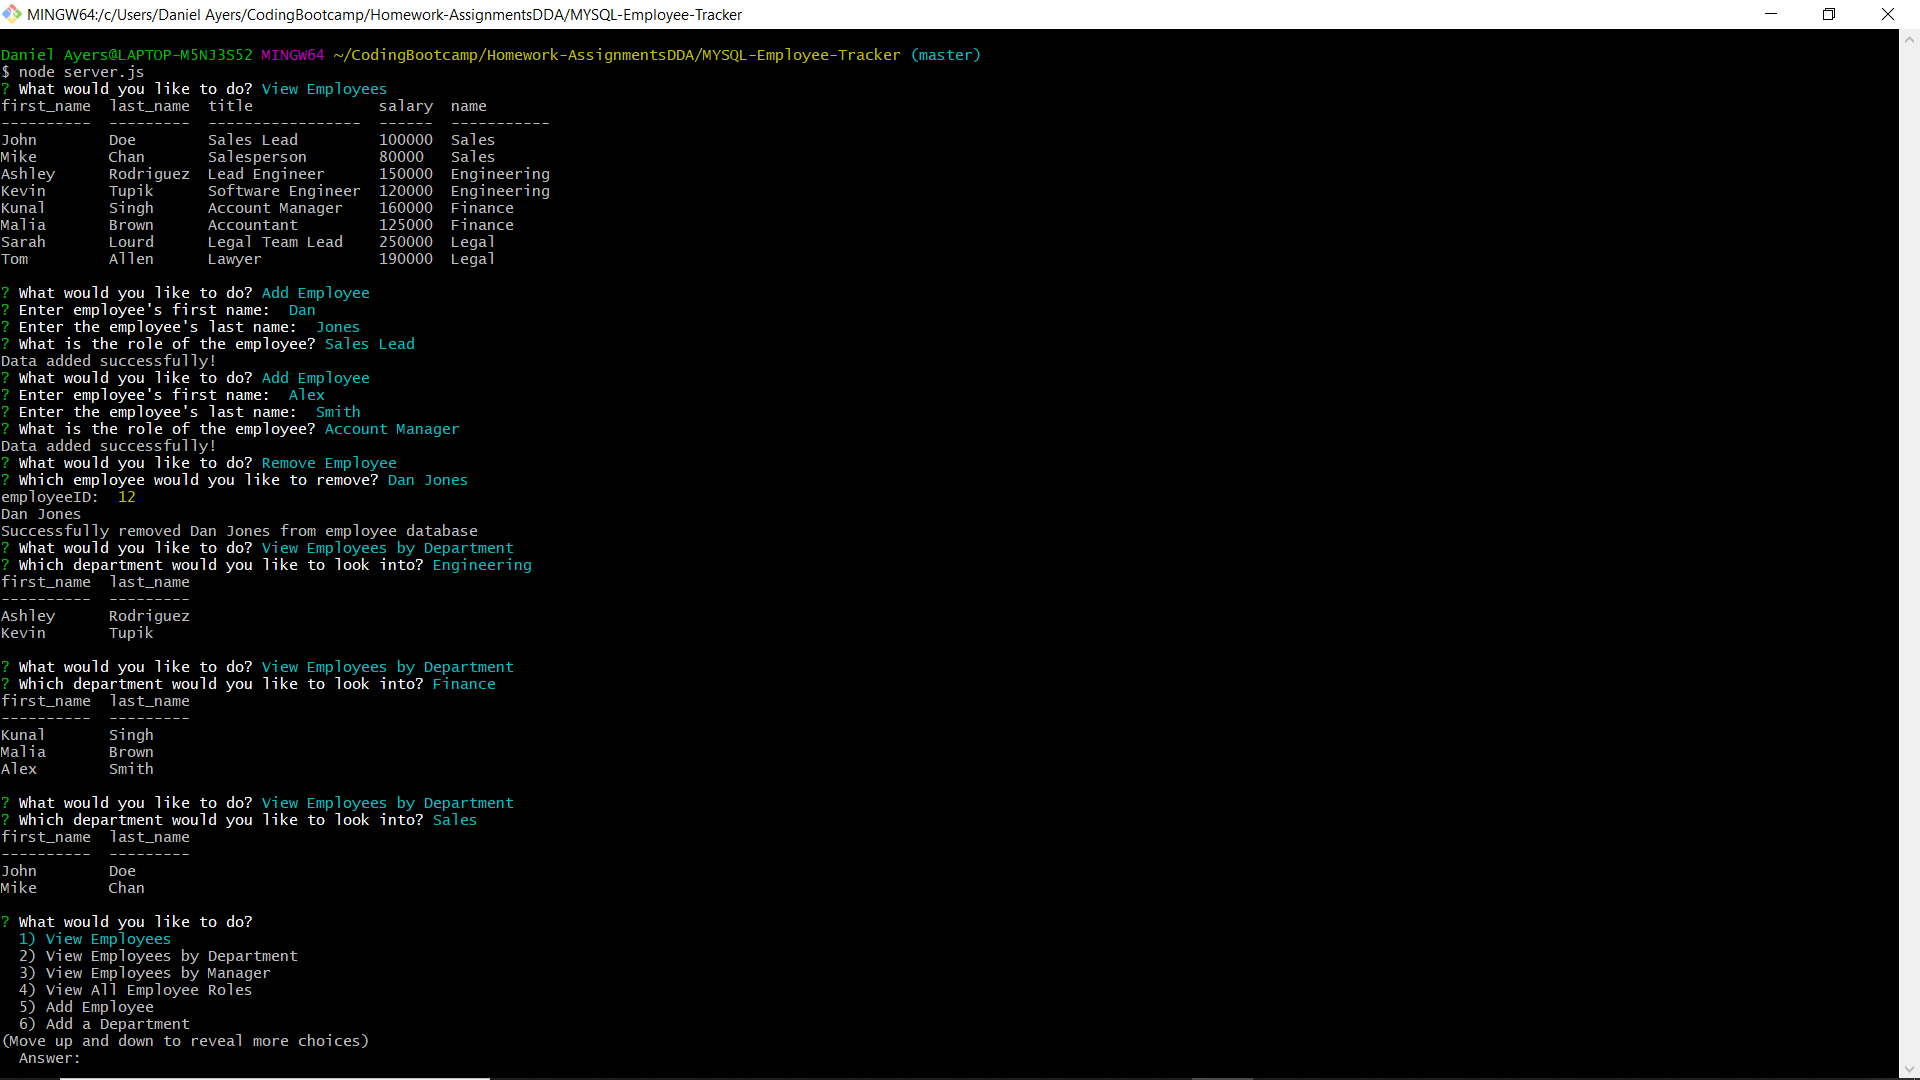 MINGW64:/c/Users/Daniel Ayers/CodingBootcamp/Homework-AssignmentsDDA/MYSQL-Employee-Tracker
Daniel Ayers@LAPTOP-M5NJ3S52 MINGW64 ~/CodingBootcamp/Homework-AssignmentsDDA/MYSQL-Employee-Tracker (master)
$ node server.js
? What would you like to do? View Employees
first_name  last_name  title              salary  name
----------  ---------  -----------------  ------  -----------
John        Doe        Sales Lead         100000  Sales
Mike        Chan       Salesperson        80000   Sales
Ashley      Rodriguez  Lead Engineer      150000  Engineering
Kevin       Tupik      Software Engineer  120000  Engineering
Kunal       Singh      Account Manager    160000  Finance
Malia       Brown      Accountant         125000  Finance
Sarah       Lourd      Legal Team Lead    250000  Legal
Tom         Allen      Lawyer             190000  Legal
? What would you like to do? Add Employee
? Enter employee's first name:  Dan
? Enter the employee's last name:  Jones
? What is the role of the employee? Sales Lead
Data added successfully!
? What would you like to do? Add Employee
? Enter employee's first name:  Alex
? Enter the employee's last name:  Smith
? What is the role of the employee? Account Manager
Data added successfully!
? What would you like to do? Remove Employee
? Which employee would you like to remove? Dan Jones
employeeID:  12
Dan Jones
Successfully removed Dan Jones from employee database
? What would you like to do? View Employees by Department
? Which department would you like to look into? Engineering
first_name  last_name
----------  ---------
Ashley      Rodriguez
Kevin       Tupik
? What would you like to do? View Employees by Department
? Which department would you like to look into? Finance
first_name  last_name
----------  ---------
Kunal       Singh
Malia       Brown
Alex        Smith
? What would you like to do? View Employees by Department
? Which department would you like to look into? Sales
first_name  last_name
----------  ---------
John        Doe
Mike        Chan
? What would you like to do?
  1) View Employees
  2) View Employees by Department
  3) View Employees by Manager
  4) View All Employee Roles
  5) Add Employee
  6) Add a Department
(Move up and down to reveal more choices)
  Answer: